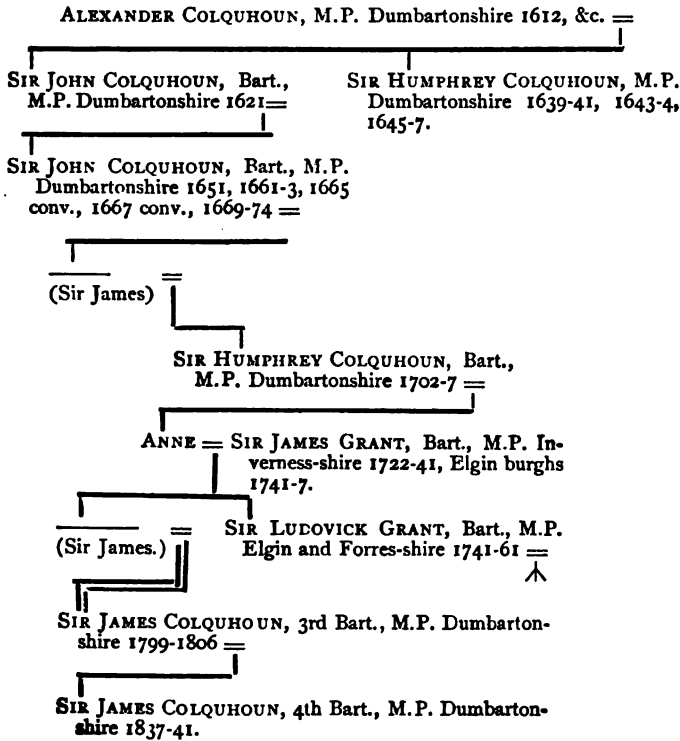 ALEXANDER COLQUHOUN, M.P. Dumbartonshire 1612, &c. =
SIR JOHN COLQUHOUN, Bart.,
M.P. Dumbartonshire 1621=
SIR HUMPHREY COLQUHOUN, M.P.
Dumbartonshire 1639-41, 1643-4,
1645-7.
SIR JOHN COLQUHOUN, Bart., M.P.
Dumbartonshire 1651, 1661-3, 1665
conv., 1667 conv., 1669-74 =
=
(Sir James)
SIR HUMPHREY COLQUHOUN, Bart.,
M.P. Dumbartonshire 1702-7 =
ANNE = SIR JAMES GRANT, Bart., M.P. In-
verness-shire 1722-41, Elgin burghs
1741-7.
=
(Sir James.)
SIR LUDOVICK GRANT, Bart., M.P.
Elgin and Forres-shire 1741-61 =
SIR JAMES COLQUHOUN, 3rd Bart., M.P. Dumbarton-
shire 1799-1806 =
SIR JAMES COLQUHOUN, 4th Bart., M.P. Dumbarton-
shire 1837-41.